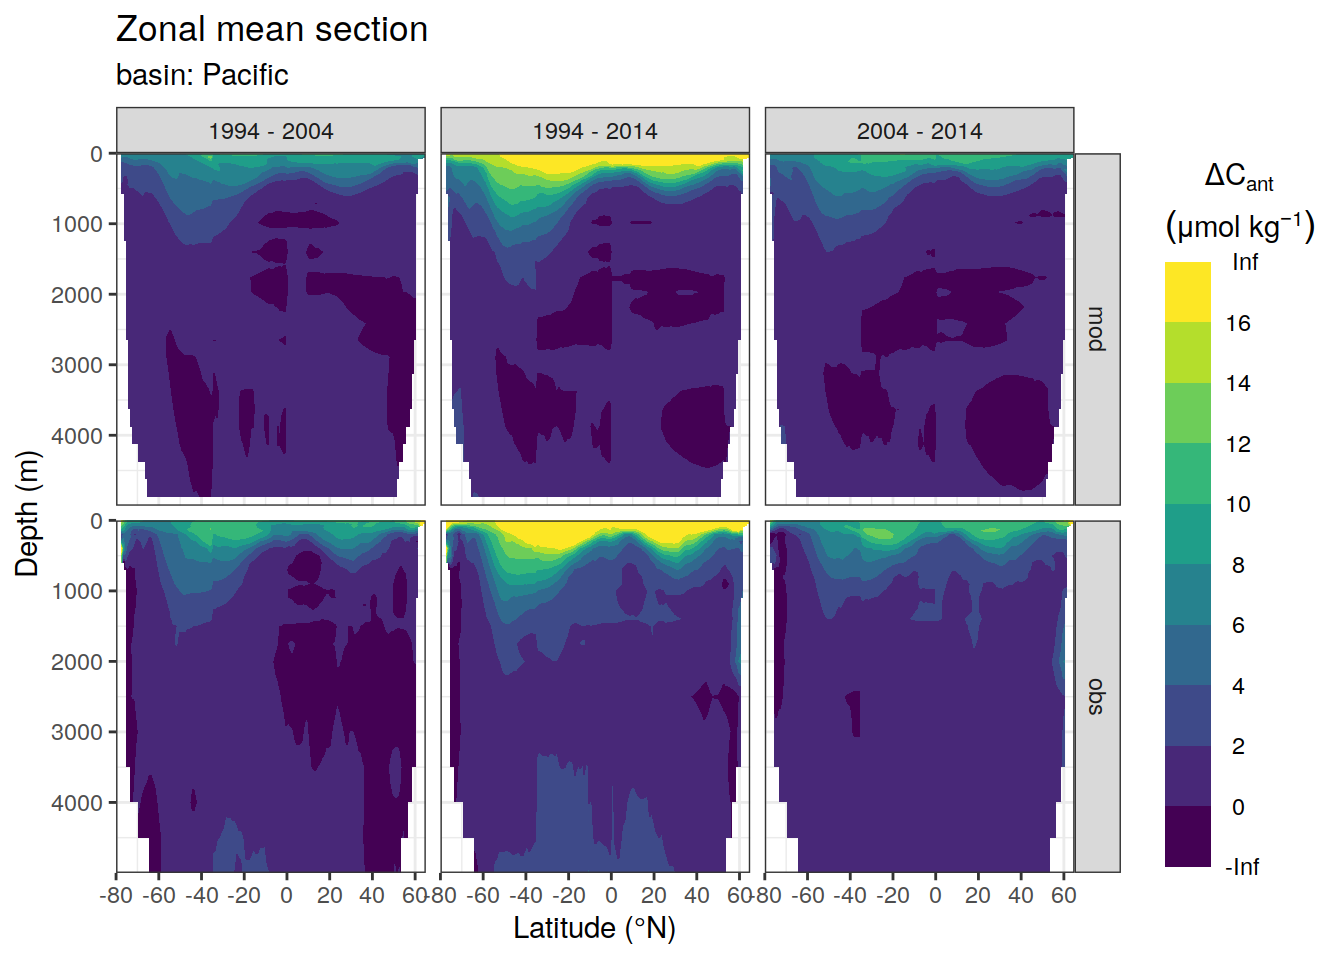 Zonal mean section
basin: Pacific
1994 - 2004
1994 - 2014
2004 - 2014
0
1000
2000
3000
4000
mod
0
1000
2000
3000
4000
obs
-80 -60 -40 -20 0 20 40 60
-80 -60 -40 -20 0 20 40 60
-80 -60 -40 -20 0 20 40 60
Latitude (°N)
Depth (m)
ΔCant
(μmol kg⁻¹)
Inf
16
14
12
10
8
6
4
2
0
-Inf